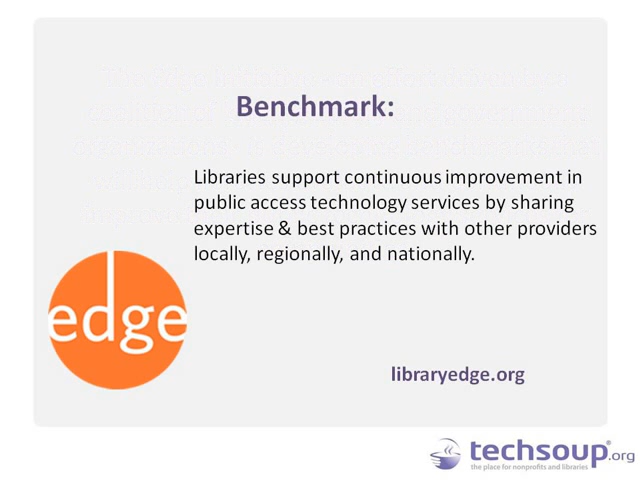 Benchmark:
Libraries support continuous improvement in
public access technology services by sharing
expertise & best practices with other providers
locally, regionally, and nationally.
edge
libraryedge.org
techsoup®.org
the place for nonprofits and libraries